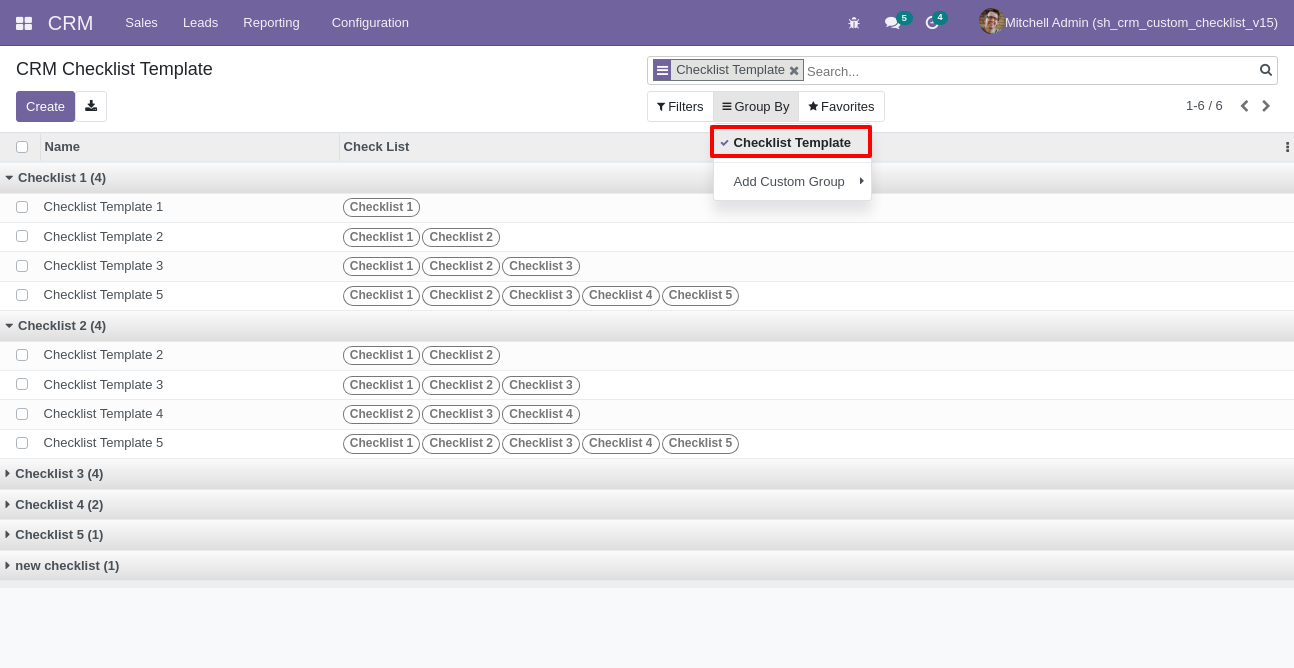 CRM Sales Leads Reporting Configuration 5 4 Mitchell Admin (sh_crm_custom_checklist_v15)
CRM Checklist Template
Checklist Template Search...
Create
Filters Group By Favorites 1-6 / 6
Checklist Template
Add Custom Group
Name Check List
Checklist 1 (4)
Checklist Template 1 Checklist 1
Checklist Template 2 Checklist 1 Checklist 2
Checklist Template 3 Checklist 1 Checklist 2 Checklist 3
Checklist Template 5 Checklist 1 Checklist 2 Checklist 3 Checklist 4 Checklist 5
Checklist 2 (4)
Checklist Template 2 Checklist 1 Checklist 2
Checklist Template 3 Checklist 1 Checklist 2 Checklist 3
Checklist Template 4 Checklist 2 Checklist 3 Checklist 4
Checklist Template 5 Checklist 1 Checklist 2 Checklist 3 Checklist 4 Checklist 5
Checklist 3 (4)
Checklist 4 (2)
Checklist 5 (1)
new checklist (1)